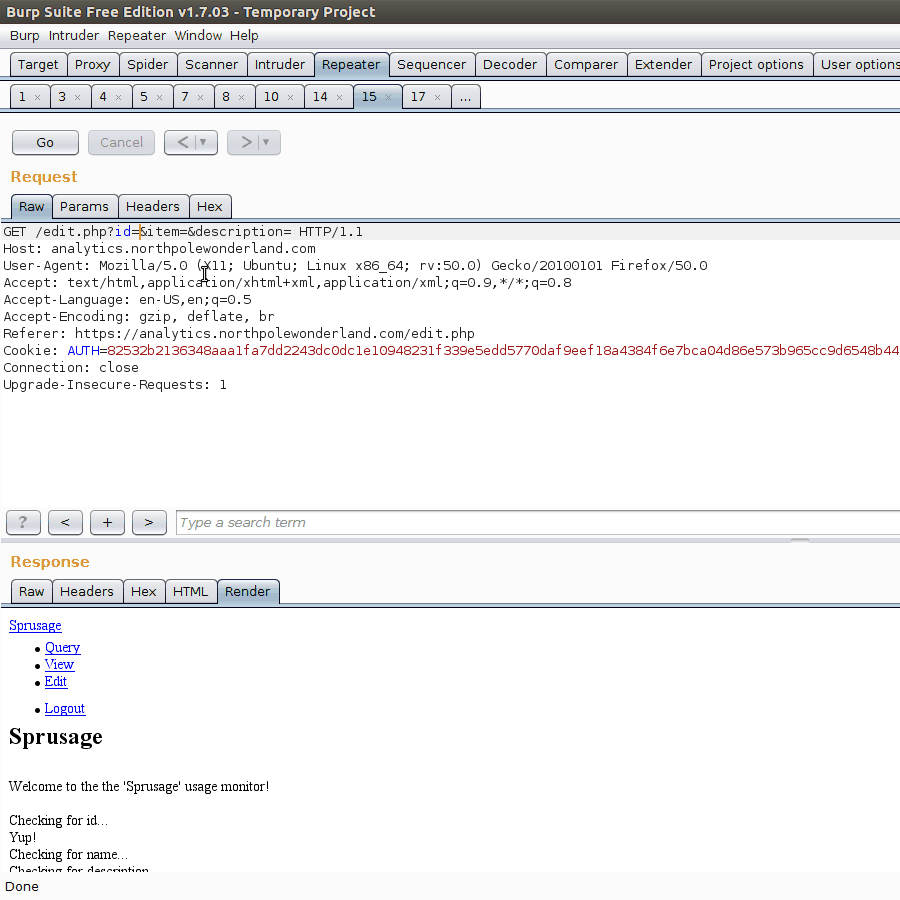 Burp Suite Free Edition v1.7.03 - Temporary Project
Burp Intruder Repeater Window Help
Target Proxy Spider Scanner Intruder Repeater Sequencer Decoder Comparer Extender Project options User options
1 × 3 × 4 × 5 × 7 × 8 × 10 × 14 × 15 × 17 × ...
Go Cancel < ▼ > ▼
Request
Raw Params Headers Hex
GET /edit.php?id=&item=&description= HTTP/1.1
Host: analytics.northpolewonderland.com
User-Agent: Mozilla/5.0 (X11; Ubuntu; Linux x86_64; rv:50.0) Gecko/20100101 Firefox/50.0
Accept: text/html,application/xhtml+xml,application/xml;q=0.9,*/*;q=0.8
Accept-Language: en-US,en;q=0.5
Accept-Encoding: gzip, deflate, br
Referer: https://analytics.northpolewonderland.com/edit.php
Cookie: AUTH=82532b2136348aaa1fa7dd2243dc0dc1e10948231f339e5edd5770daf9eef18a4384f6e7bca04d86e573b965cc9d6548b44
Connection: close
Upgrade-Insecure-Requests: 1
? < + > Type a search term
Response
Raw Headers Hex HTML Render
Sprusage
• Query
• View
• Edit
• Logout
Sprusage
Welcome to the the 'Sprusage' usage monitor!
Checking for id...
Yup!
Checking for name...
Checking for description
Done